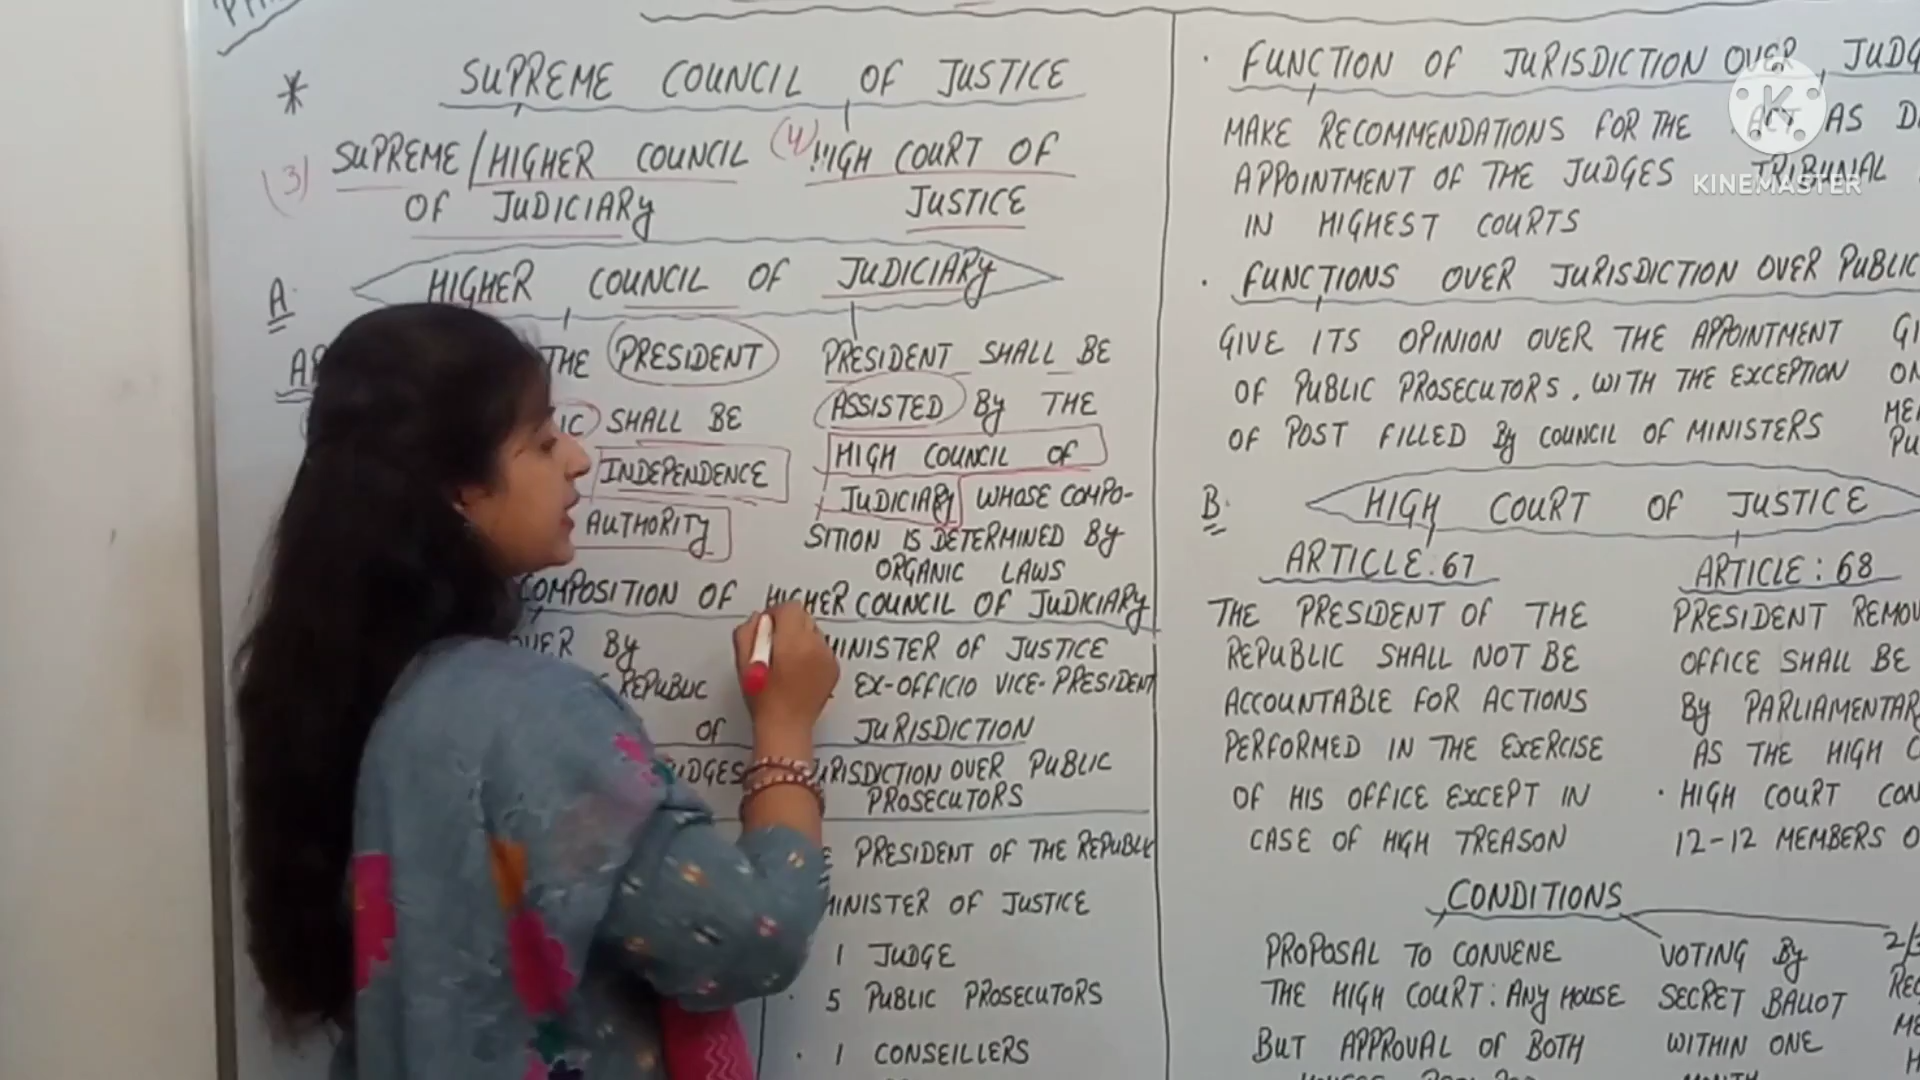 *
SUPREME COUNCIL OF JUSTICE
(3) SUPREME/HIGHER COUNCIL
OF JUDICIARY
(4) HIGH COURT OF
JUSTICE
A.
HIGHER COUNCIL OF JUDICIARY
THE PRESIDENT
SHALL BE
INDEPENDENCE
AUTHORITY
PRESIDENT SHALL BE
ASSISTED By THE
HIGH COUNCIL OF
JUDICIARy WHOSE COMPO-
SITION IS DETERMINED By
ORGANIC LAWS
COMPOSITION OF HIGHER COUNCIL OF JUDICIARy
By
REPUBLIC
MINISTER OF JUSTICE
EX-OFFICIO VICE-PRESIDENT
OF JURISDICTION
JUDGES
JURISDICTION OVER PUBLIC
PROSECUTORS
PRESIDENT OF THE REPUBLIC
MINISTER OF JUSTICE
1 JUDGE
· 5 PUBLIC PROSECUTORS
· 1 CONSEILLERS
· FUNCTION OF JURISDICTION OVER
MAKE RECOMMENDATIONS FOR THE
APPOINTMENT OF THE JUDGES
IN HIGHEST COURTS
ACT AS
TRIBUNAL
K
KINEMASTER
· FUNCTIONS OVER JURISDICTION OVER PUBLIC
GIVE ITS OPINION OVER THE APPOINTMENT
OF PUBLIC PROSECUTORS, WITH THE EXCEPTION
OF POST FILLED By COUNCIL OF MINISTERS
B.
HIGH COURT OF JUSTICE
ARTICLE: 67
THE PRESIDENT OF THE
REPUBLIC SHALL NOT BE
ACCOUNTABLE FOR ACTIONS
PERFORMED IN THE EXERCISE
OF HIS OFFICE EXCEPT IN
CASE OF HIGH TREASON
ARTICLE: 68
PRESIDENT
OFFICE SHALL BE
By
AS THE HIGH
· HIGH COURT
12-12 MEMBERS
CONDITIONS
PROPOSAL TO CONVENE
THE HIGH COURT: ANy HOUSE
BUT APPROVAL OF BOTH
VOTING By
SECRET BALLOT
WITHIN ONE
MONTH